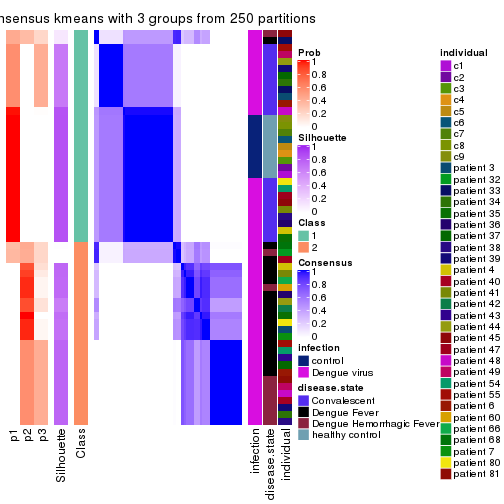 nsensus kmeans with 3 groups from 250 partitions
p1
p2
p3
Silhouette
Class
infection
disease.state
individual
Prob
1
0.8
0.6
0.4
0.2
0
Silhouette
1
0.8
0.6
0.4
0.2
0
Class
1
2
Consensus
1
0.8
0.6
0.4
0.2
0
infection
control
Dengue virus
disease.state
Convalescent
Dengue Fever
Dengue Hemorrhagic Fever
healthy control
individual
c1
c2
c3
c4
c5
c6
c7
c8
c9
patient 3
patient 32
patient 33
patient 34
patient 35
patient 36
patient 37
patient 38
patient 39
patient 4
patient 40
patient 41
patient 42
patient 43
patient 44
patient 45
patient 47
patient 48
patient 49
patient 54
patient 55
patient 6
patient 60
patient 66
patient 68
patient 7
patient 80
patient 81